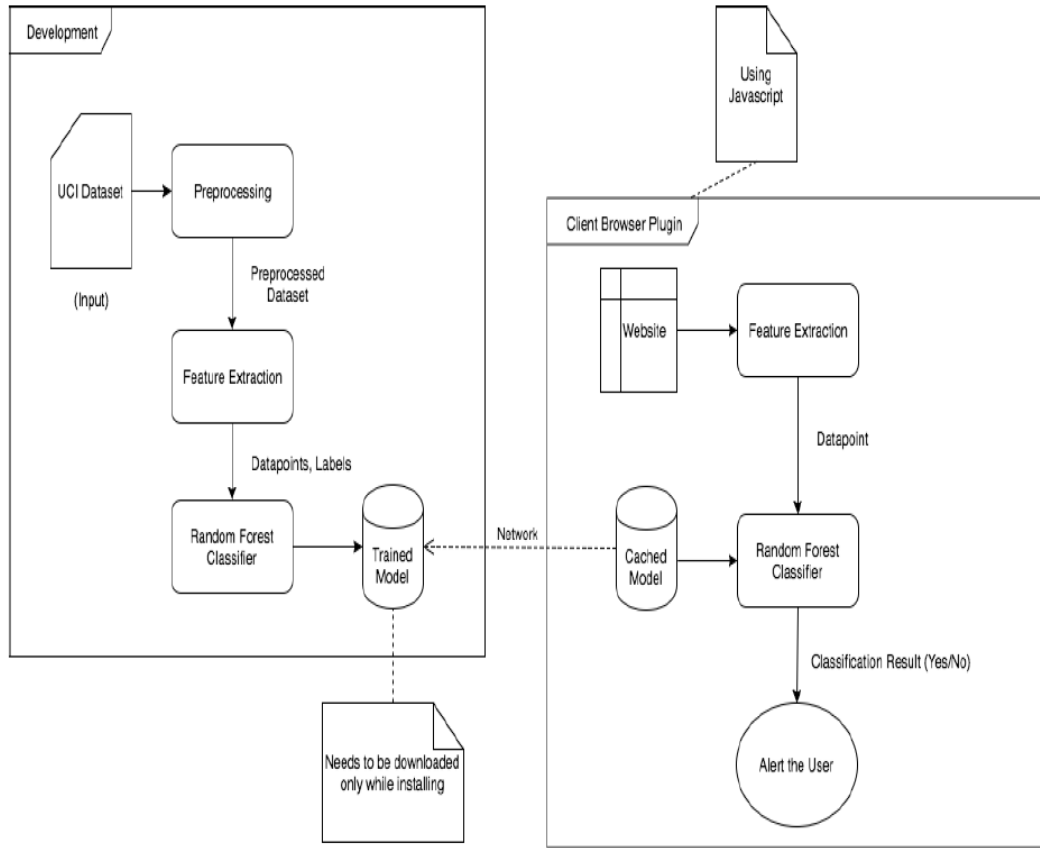 Development
UCI Dataset
(Input)
Preprocessing
Preprocessed
Dataset
Feature Extraction
Datapoints, Labels
Random Forest
Classifier
Trained
Model
Needs to be downloaded
only while installing
Network
Using
Javascript
Client Browser Plugin
Website
Feature Extraction
Datapoint
Cached
Model
Random Forest
Classifier
Classification Result (Yes/No)
Alert the User